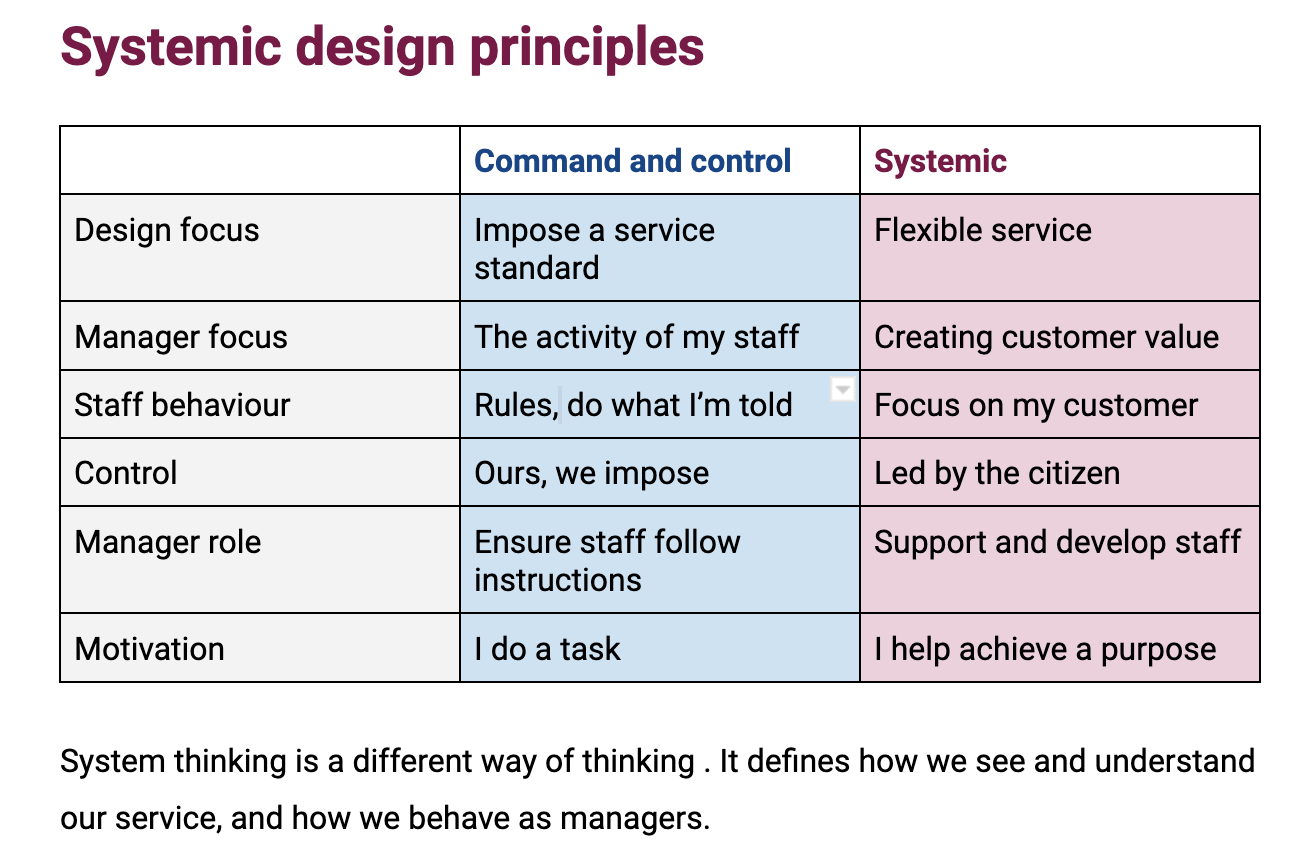 Systemic design principles
Command and control
Systemic
Design focus
Impose a service
standard
Flexible service
Manager focus
The activity of my staff
Creating customer value
Staff behaviour
Rules, do what I’m told
Focus on my customer
Control
Ours, we impose
Led by the citizen
Manager role
Ensure staff follow
instructions
Support and develop staff
Motivation
I do a task
I help achieve a purpose
System thinking is a different way of thinking . It defines how we see and understand
our service, and how we behave as managers.